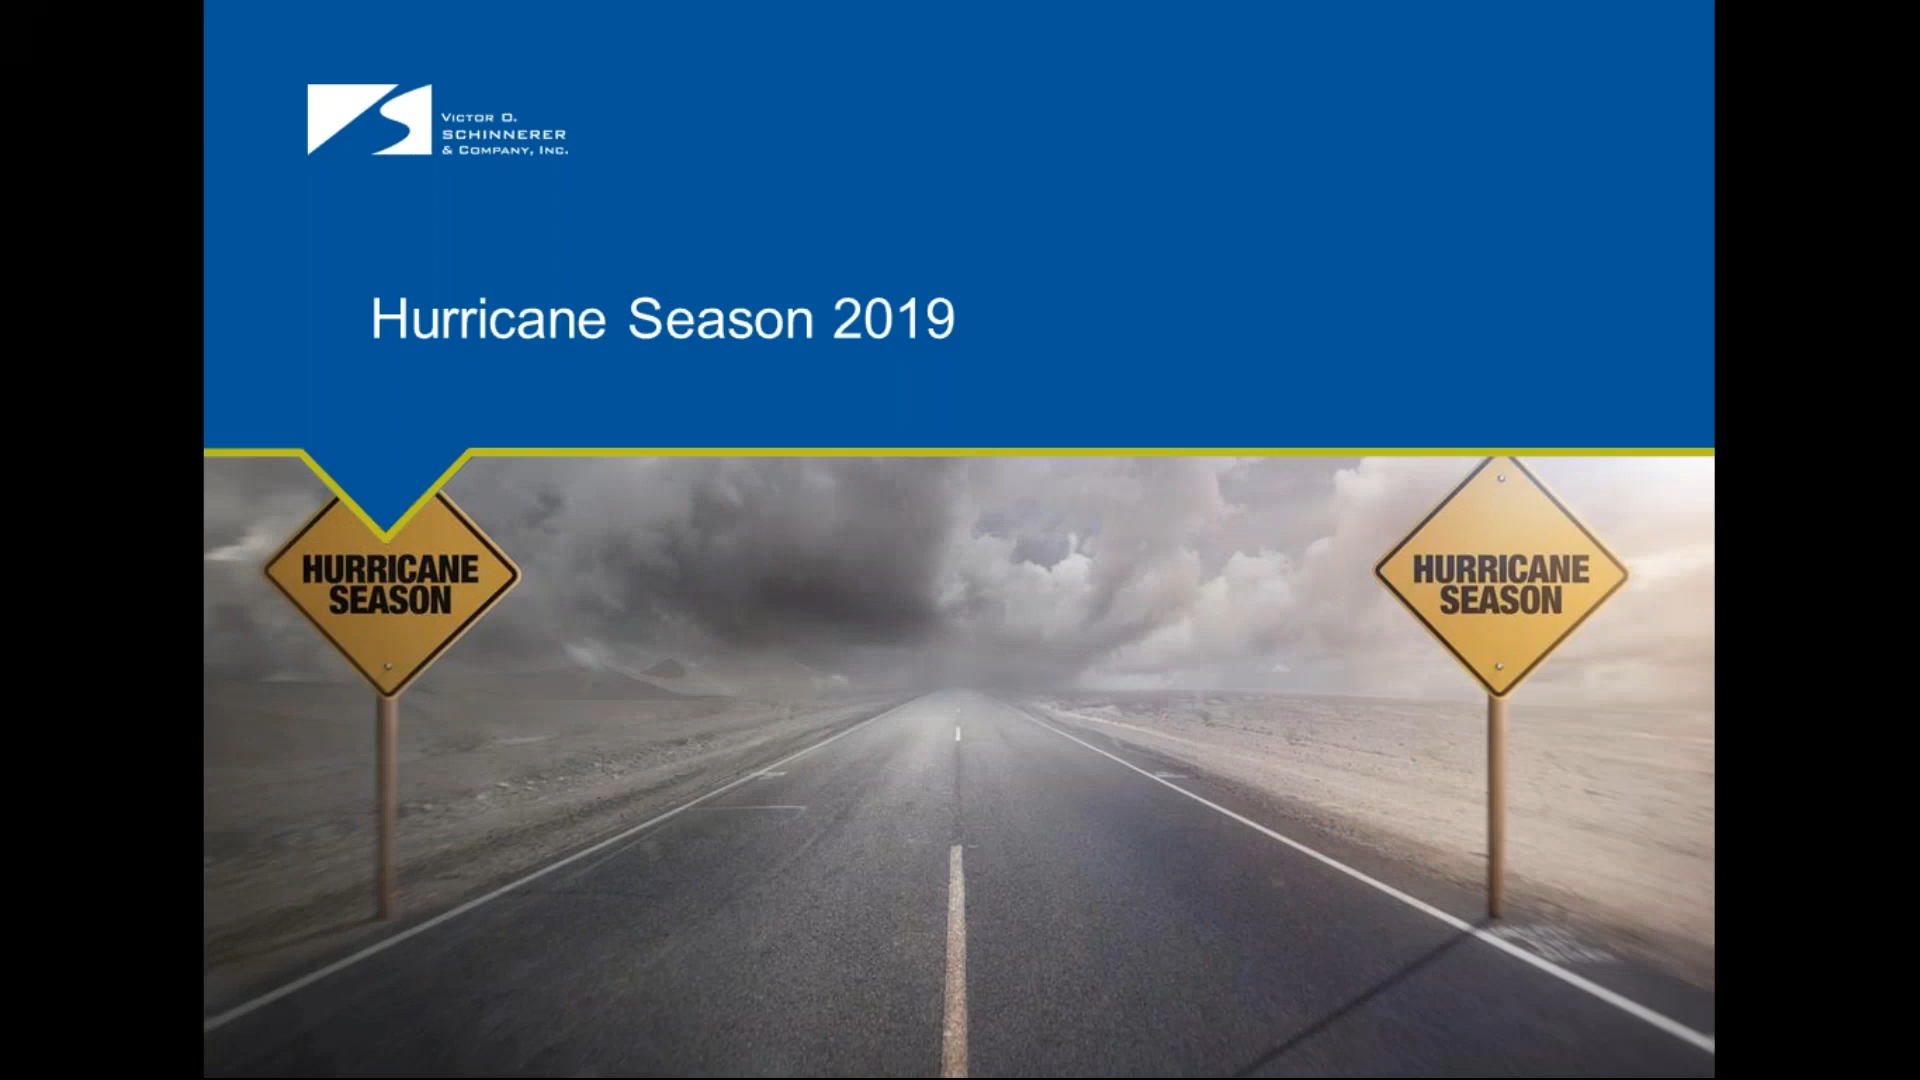 VICTOR O.
SCHINNERER
& COMPANY, INC.
Hurricane Season 2019
HURRICANE
SEASON
HURRICANE
SEASON